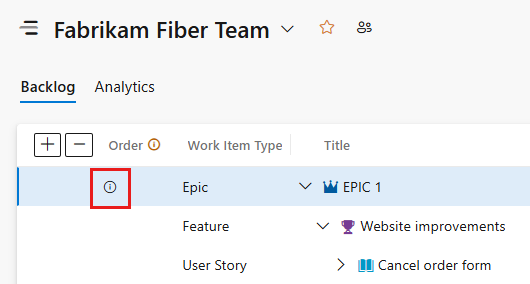 Fabrikam Fiber Team
Backlog Analytics
Order Work Item Type Title
Epic EPIC 1
Feature Website improvements
User Story Cancel order form